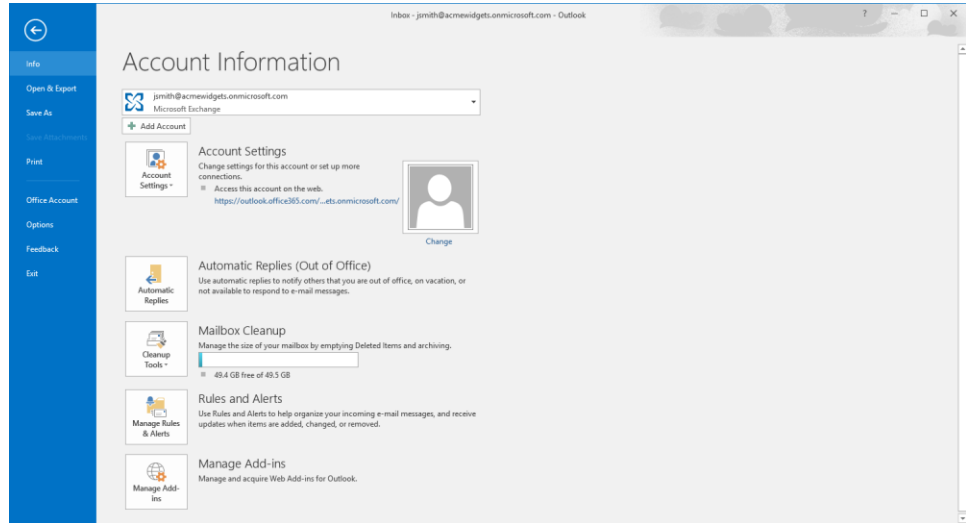 Inbox - jsmith@acmewidgets.onmicrosoft.com - Outlook
?
Info
Open & Export
Save As
Save Attachments
Print
Office Account
Options
Feedback
Exit
Account Information
jsmith@acmewidgets.onmicrosoft.com
Microsoft Exchange
Add Account
Account
Settings
Account Settings
Change settings for this account or set up more
connections.
Access this account on the web.
https://outlook.office365.com/...ets.onmicrosoft.com/
Change
Automatic
Replies
Automatic Replies (Out of Office)
Use automatic replies to notify others that you are out of office, on vacation, or
not available to respond to e-mail messages.
Cleanup
Tools
Mailbox Cleanup
Manage the size of your mailbox by emptying Deleted Items and archiving.
49.4 GB free of 49.5 GB
Manage Rules
& Alerts
Rules and Alerts
Use Rules and Alerts to help organize your incoming e-mail messages, and receive
updates when items are added, changed, or removed.
Manage Add-
ins
Manage Add-ins
Manage and acquire Web Add-ins for Outlook.